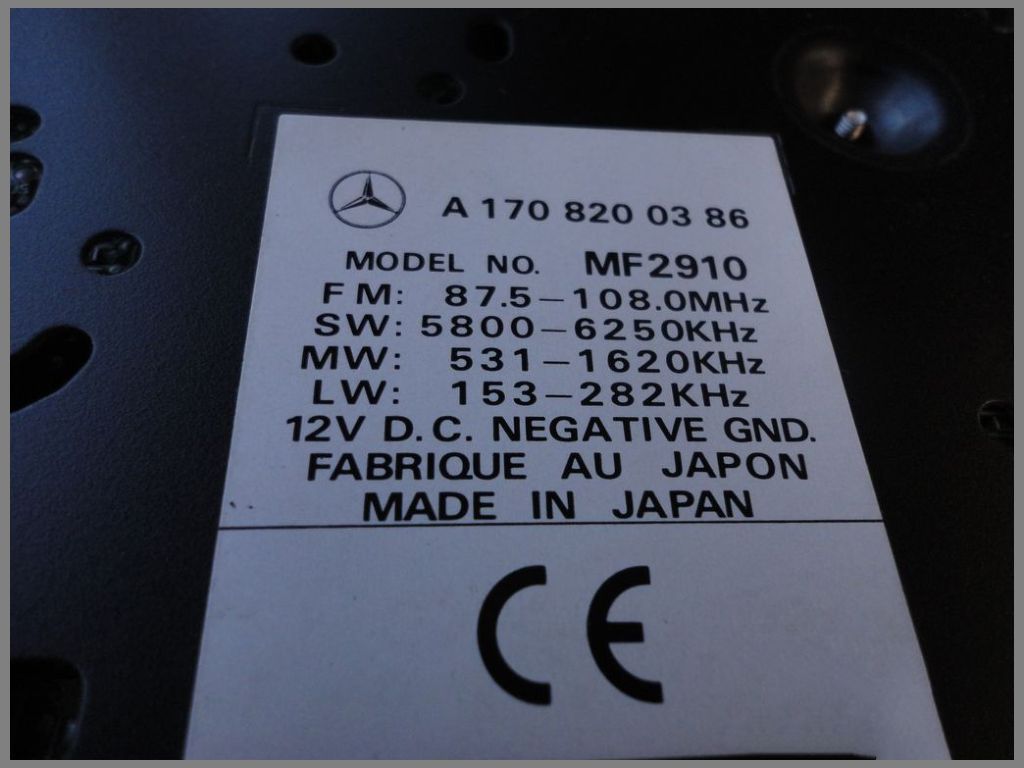 A 170 820 03 86
MODEL NO. MF2910
FM: 87.5-108.0MHz
SW: 5800-6250KHz
MW: 531-1620KHz
LW: 153-282KHz
12V D.C. NEGATIVE GND.
FABRIQUE AU JAPON
MADE IN JAPAN
CE